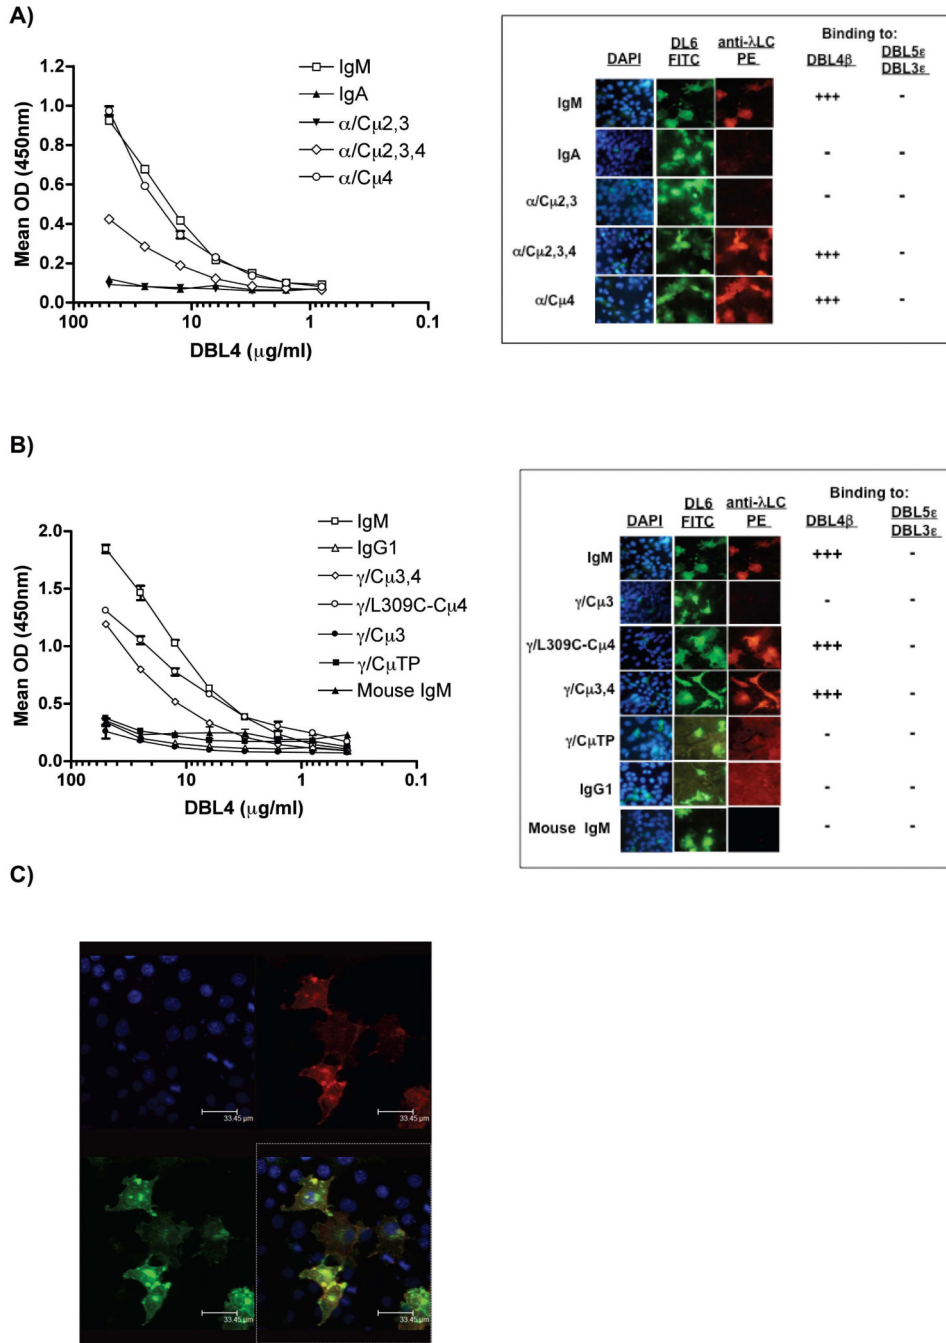 A)
1.2
1.0
0.8
0.6
0.4
0.2
0.0
Mean OD (450nm)
100
10
1
0.1
DBL4 (µg/ml)
IgM
IgA
α/Cµ2,3
α/Cµ2,3,4
α/Cµ4
Binding to:
DAPI
DL6 FITC
anti-λLC PE
DBL4β
DBL5ε DBL3ε
IgM +++ -
IgA - -
α/Cµ2,3 - -
α/Cµ2,3,4 +++ -
α/Cµ4 +++ -
B)
2.0
1.5
1.0
0.5
0.0
Mean OD (450nm)
100
10
1
0.1
DBL4 (µg/ml)
IgM
IgG1
γ/Cµ3,4
γ/L309C-Cµ4
γ/Cµ3
γ/CµTP
Mouse IgM
Binding to:
DAPI
DL6 FITC
anti-λLC PE
DBL4β
DBL5ε DBL3ε
IgM +++ -
γ/Cµ3 - -
γ/L309C-Cµ4 +++ -
γ/Cµ3,4 +++ -
γ/CµTP - -
IgG1 - -
Mouse IgM - -
C)
33.45 µm
33.45 µm
33.45 µm
33.45 µm